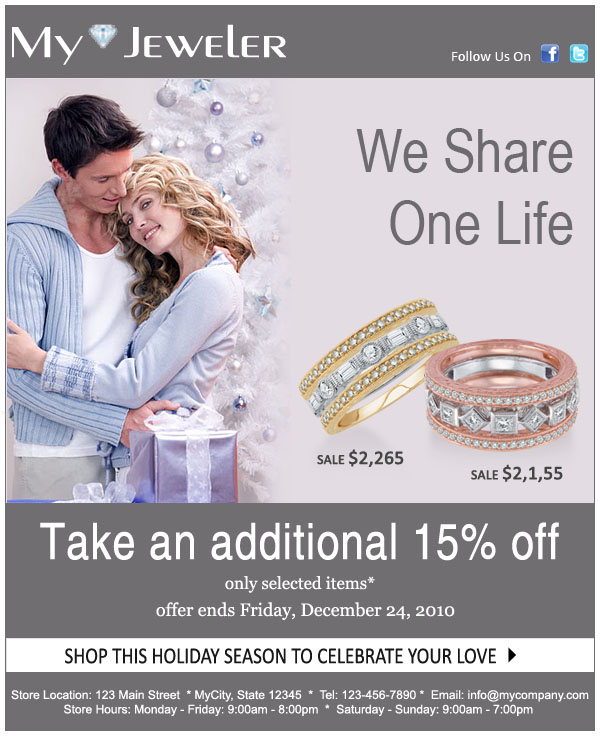 My Jeweler
Follow Us On
We Share
One Life
SALE $2,265
SALE $2,1,55
Take an additional 15% off
only selected items*
offer ends Friday, December 24, 2010
SHOP THIS HOLIDAY SEASON TO CELEBRATE YOUR LOVE
Store Location: 123 Main Street * MyCity, State 12345 * Tel: 123-456-7890 * Email: info@mycompany.com
Store Hours: Monday - Friday: 9:00am - 8:00pm * Saturday - Sunday: 9:00am - 7:00pm